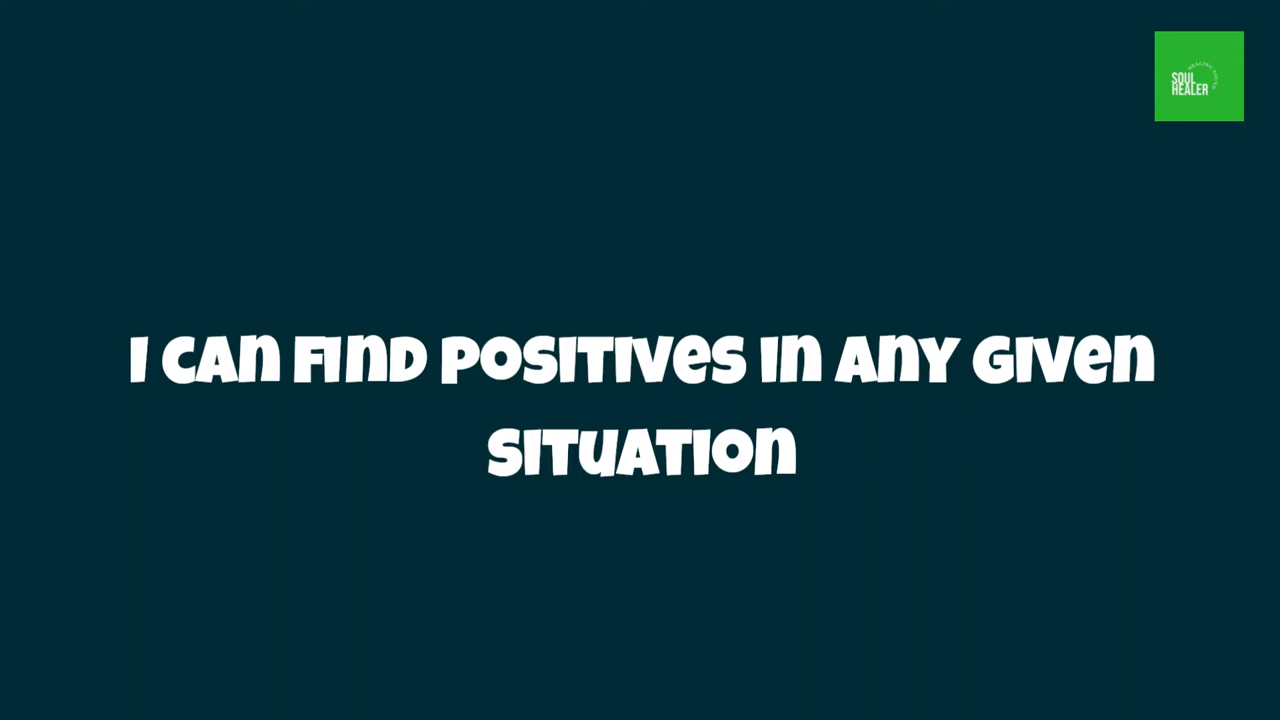 SOUL
HEALER
I CAN FIND POSITIVES IN ANY GIVEN
SITUATION